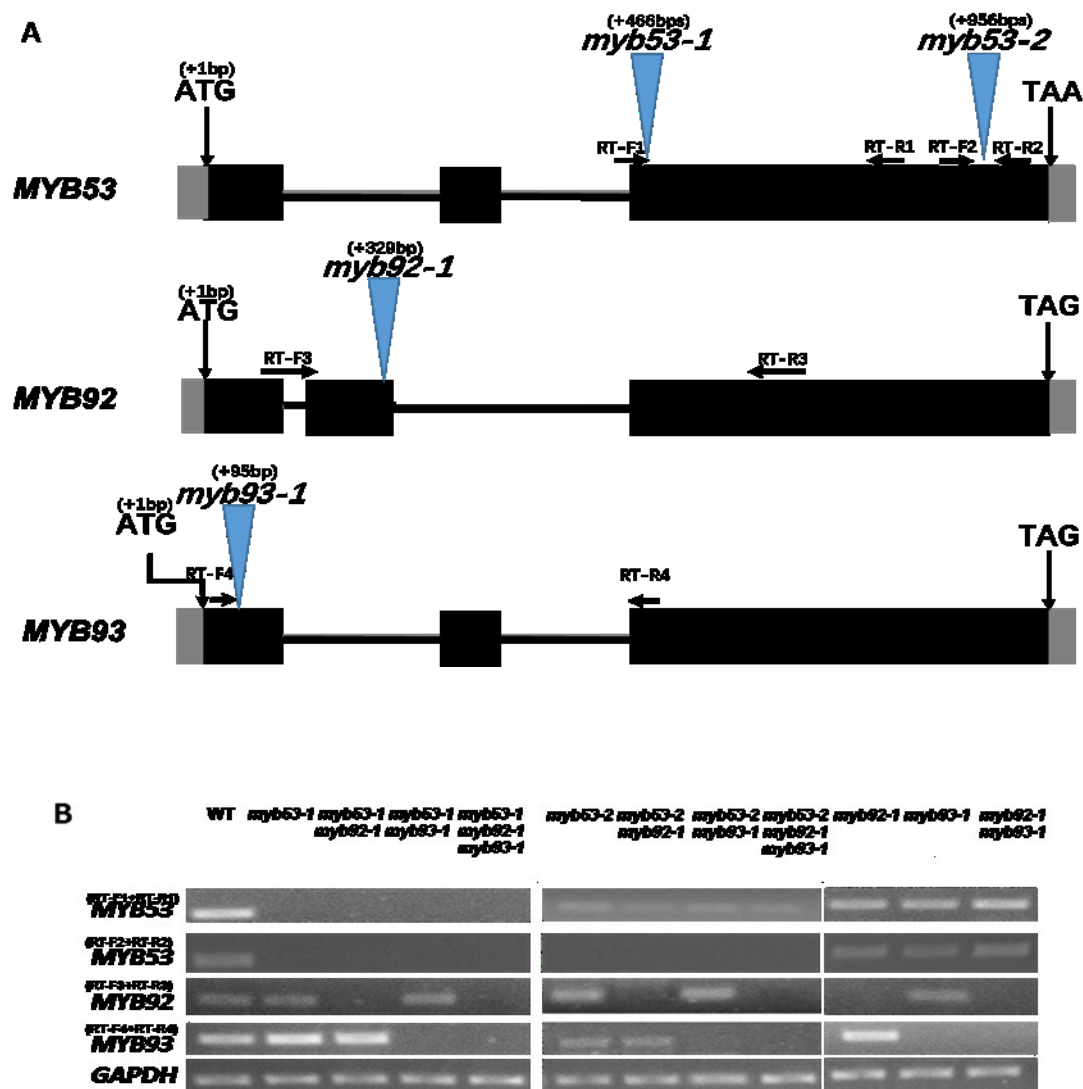 A
(+466bps)
myb53-1
(+956bps)
myb53-2
(+1bp)
ATG
TAA
RT-F1
RT-R1
RT-F2
RT-R2
MYB53
(+329bp)
myb92-1
(+1bp)
ATG
TAG
RT-F3
RT-R3
MYB92
(+95bp)
myb93-1
(+1bp)
ATG
TAG
RT-F4
RT-R4
MYB93
B
WT myb53-1 myb53-1 myb53-1 myb53-1 myb53-2 myb53-2 myb53-2 myb53-2 myb92-1 myb93-1 myb92-1
myb92-1 myb93-1 myb92-1 myb92-1 myb93-1 myb92-1 myb93-1
myb93-1 myb93-1
(RT-F1+RT-R1)
MYB53
(RT-F2+RT-R2)
MYB53
(RT-F3+RT-R3)
MYB92
(RT-F4+RT-R4)
MYB93
GAPDH